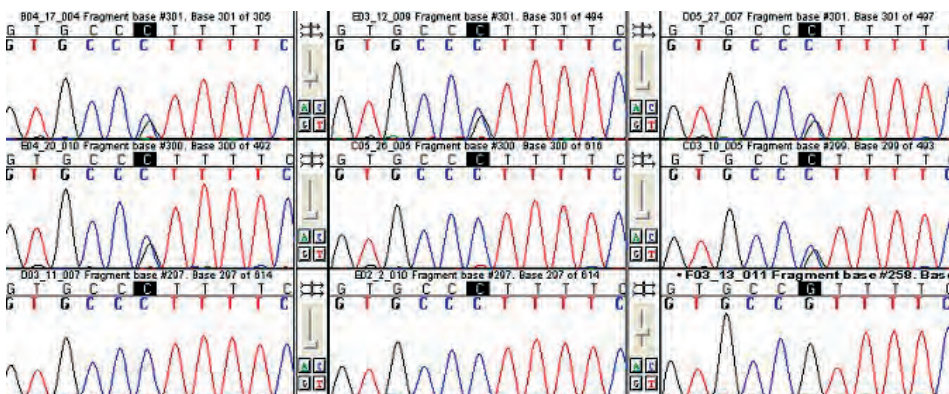 B04_17_004 Fragment base #301. Base 301 of 305
G T G C C C T T T T C
G T G C C C T T T T C
E03_12_009 Fragment base #301. Base 301 of 494
G T G C C C T T T T C
G T G C C C T T T T C
D05_27_007 Fragment base #301. Base 301 of 497
G T G C C C T T T T
G T G C C C T T T T C
A C
G T
A C
G T
E04_20_010 Fragment base #300. Base 300 of 492
G T G C C C T T T T C
G T G C C C T T T T C
C05_26_005 Fragment base #300. Base 300 of 616
G T G C C C T T T T C
G T G C C C T T T T C
C03_10_005 Fragment base #299. Base 299 of 493
G T G C C C T T T T C
G T G C C C T T T T C
A C
G T
A C
G T
D03_11_007 Fragment base #297. Base 297 of 614
G T G C C C T T T T C
G T G C C C T T T T C
E02_2_010 Fragment base #297. Base 297 of 614
G T G C C C T T T T C
G T G C C C T T T T C
F03_13_011 Fragment base #258. Base
G T G C C G T T T T C
G T G C C G T T T T C
A C
G T
A C
G T